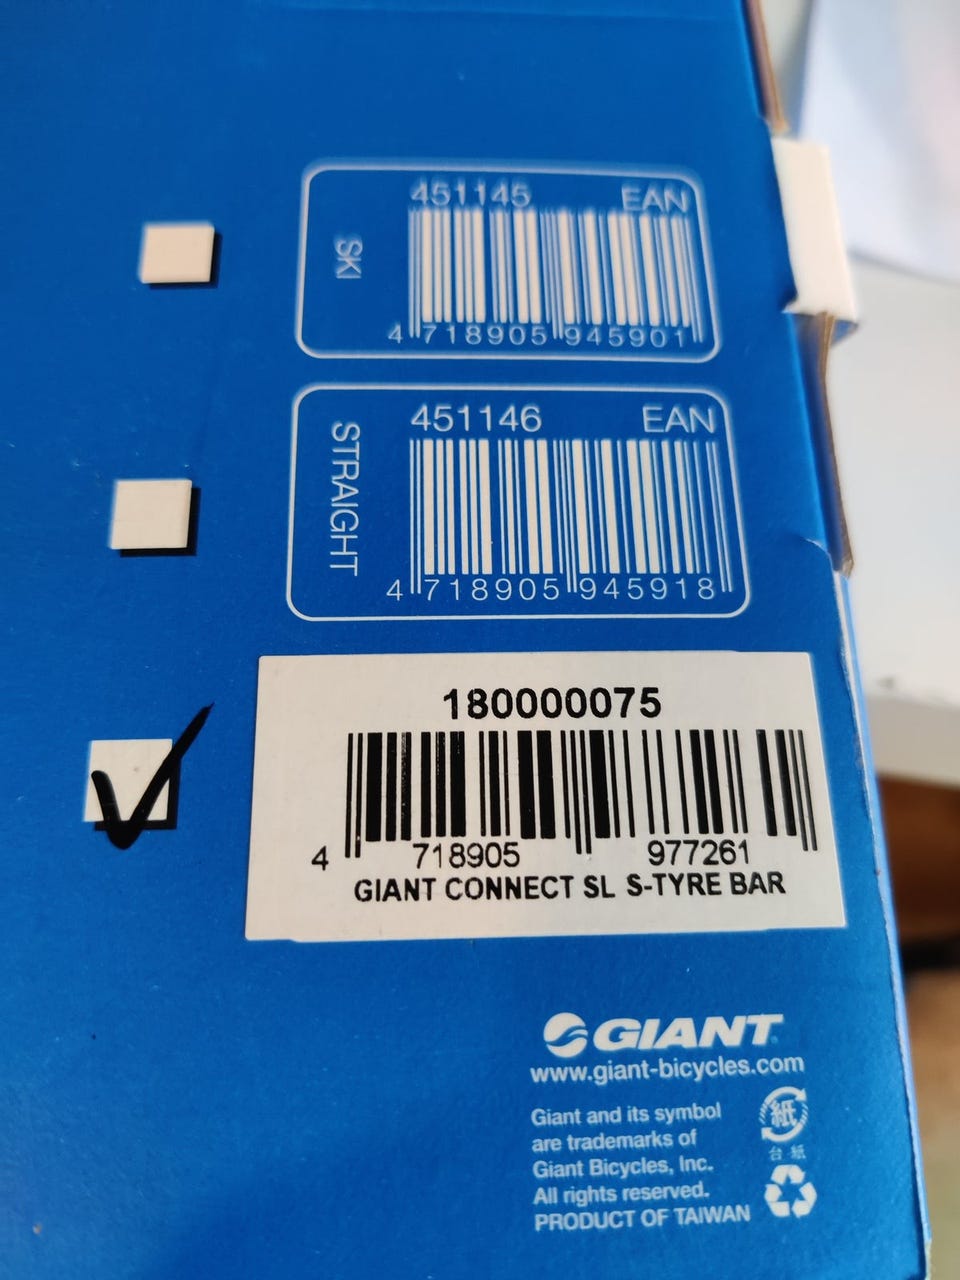 451145 EAN
SKI
4 718905 945901
451146 EAN
STRAIGHT
4 718905 945918
180000075
4 718905 977261
GIANT CONNECT SL S-TYRE BAR
GIANT
www.giant-bicycles.com
Giant and its symbol
are trademarks of
Giant Bicycles, Inc.
All rights reserved.
PRODUCT OF TAIWAN
紙
台 紙